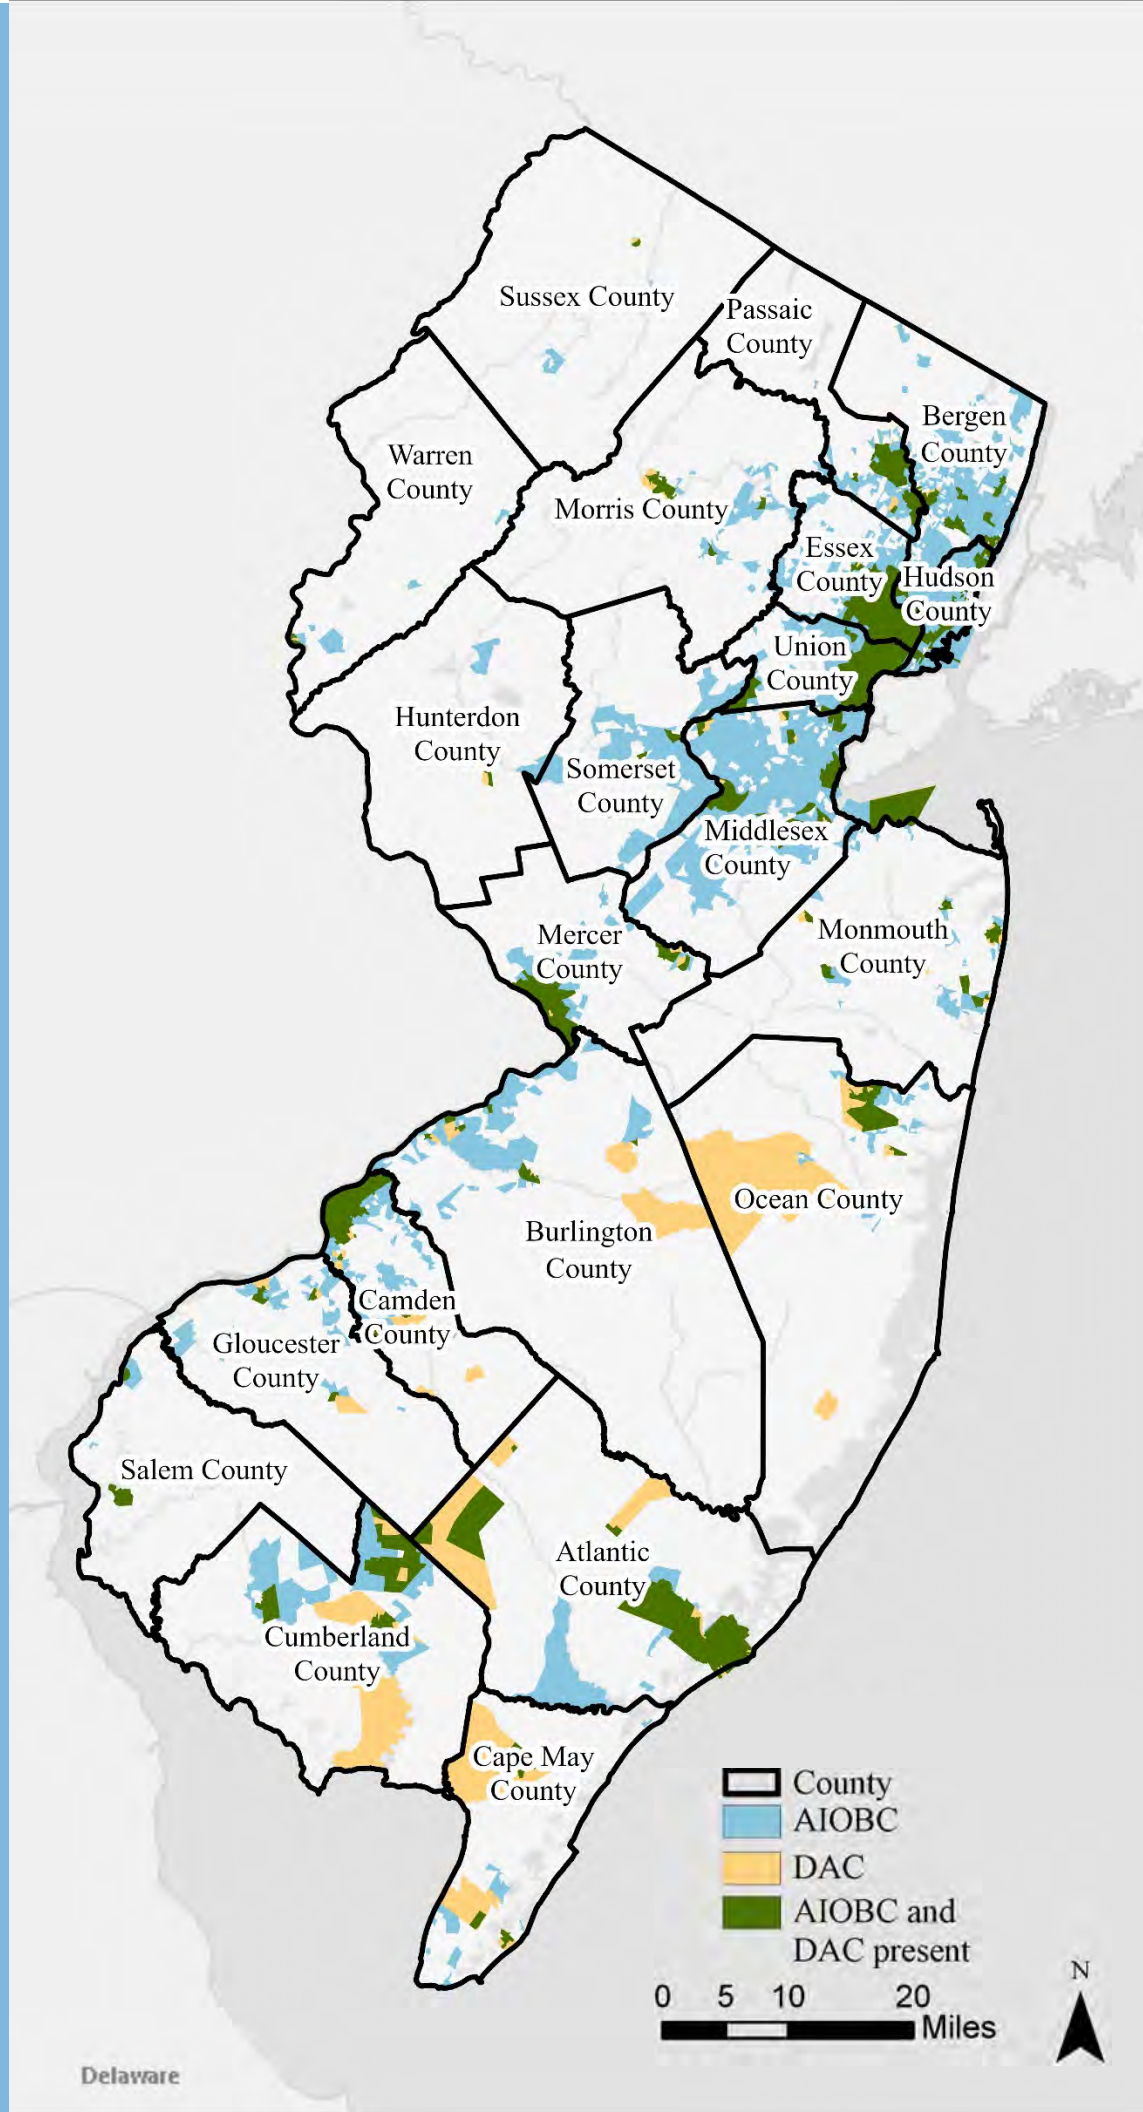 Sussex County
Passaic
County
Bergen
County
Warren
County
Morris County
Essex
County
Hudson
County
Union
County
Hunterdon
County
Somerset
County
Middlesex
County
Mercer
County
Monmouth
County
Ocean County
Burlington
County
Camden
County
Gloucester
County
Salem County
Atlantic
County
Cumberland
County
Cape May
County
County
AIOBC
DAC
AIOBC and
DAC present
N
0 5 10 20
Miles
Delaware